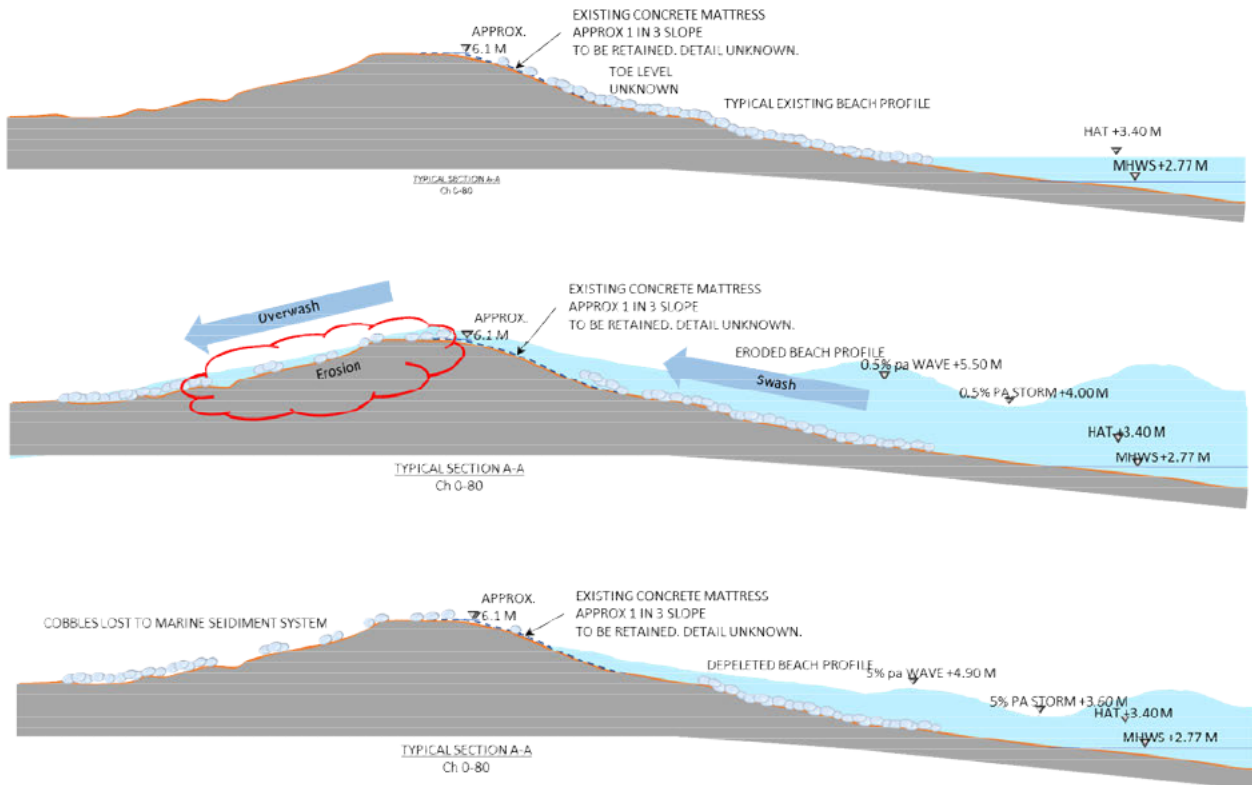 EXISTING CONCRETE MATTRESS
APPROX 1 IN 3 SLOPE
TO BE RETAINED. DETAIL UNKNOWN.
APPROX.
6.1 M
TOE LEVEL
UNKNOWN
TYPICAL EXISTING BEACH PROFILE
HAT +3.40 M
MHWS+2.77 M
TYPICAL SECTION A-A
Ch 0-80
Overwash
EXISTING CONCRETE MATTRESS
APPROX 1 IN 3 SLOPE
TO BE RETAINED. DETAIL UNKNOWN.
APPROX.
6.1 M
Erosion
ERODED BEACH PROFILE
0.5% pa WAVE +5.50 M
Swash
0.5% PA STORM +4.00 M
HAT+3.40 M
MHWS+2.77 M
TYPICAL SECTION A-A
Ch 0-80
EXISTING CONCRETE MATTRESS
APPROX 1 IN 3 SLOPE
TO BE RETAINED. DETAIL UNKNOWN.
APPROX.
6.1 M
COBBLES LOST TO MARINE SEIDIMENT SYSTEM
DEPELETED BEACH PROFILE
5% pa WAVE +4.90 M
5% PA STORM +3.60 M
HAT+3.40 M
MHWS+2.77 M
TYPICAL SECTION A-A
Ch 0-80